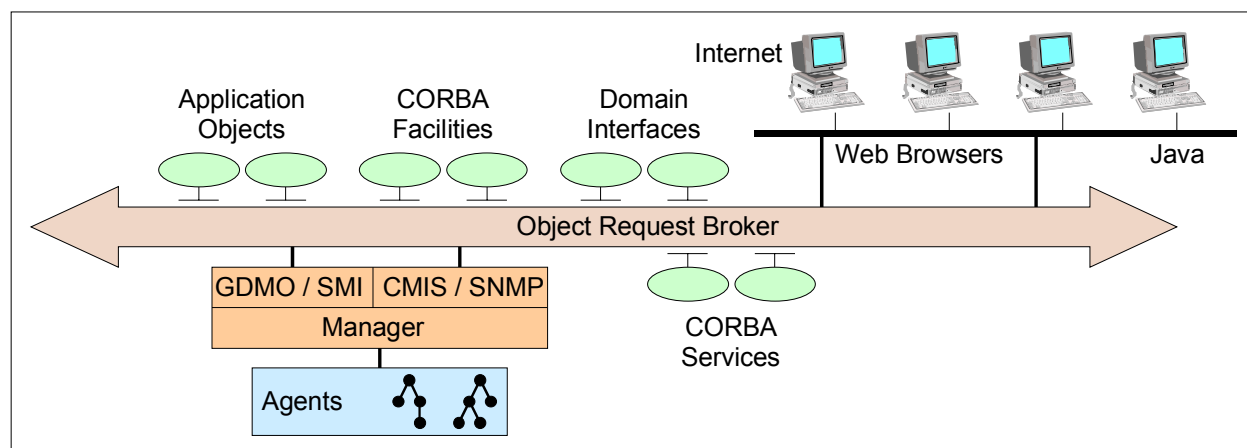 Internet
Application
Objects
CORBA
Facilities
Domain
Interfaces
Web Browsers
Java
Object Request Broker
GDMO / SMI
CMIS / SNMP
Manager
CORBA
Services
Agents